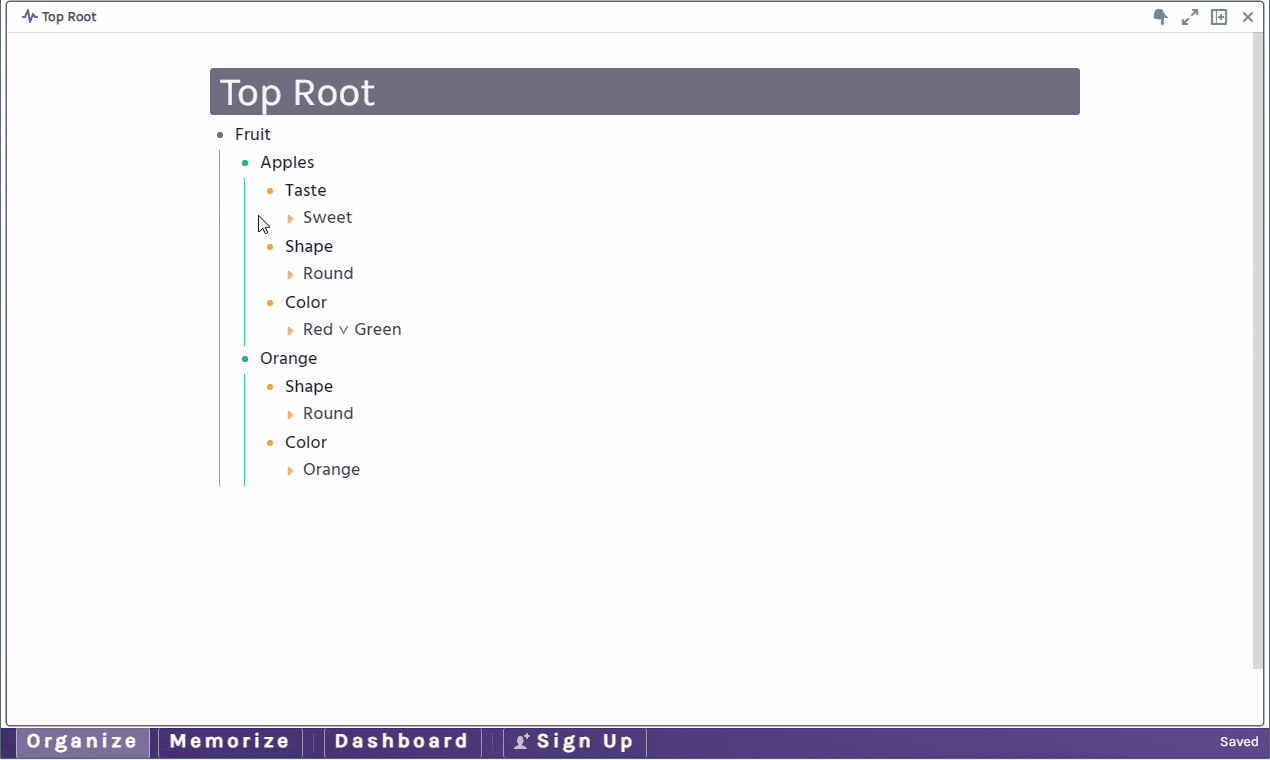 Top Root
Top Root
Fruit
Apples
Taste
Sweet
Shape
Round
Color
Red ∨ Green
Orange
Shape
Round
Color
Orange
Organize Memorize Dashboard Sign Up Saved